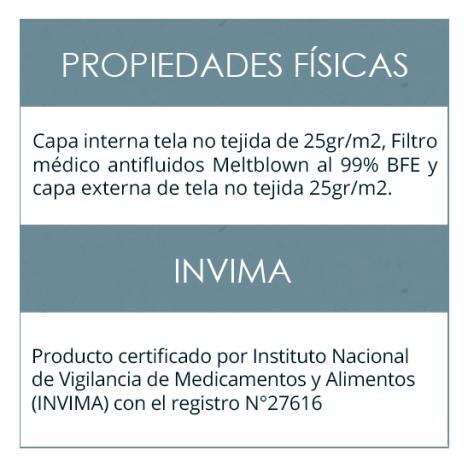 PROPIEDADES FÍSICAS
Capa interna tela no tejida de 25gr/m2, Filtro
médico antifluidos Meltblown al 99% BFE y
capa externa de tela no tejida 25gr/m2.
INVIMA
Producto certificado por Instituto Nacional
de Vigilancia de Medicamentos y Alimentos
(INVIMA) con el registro N°27616